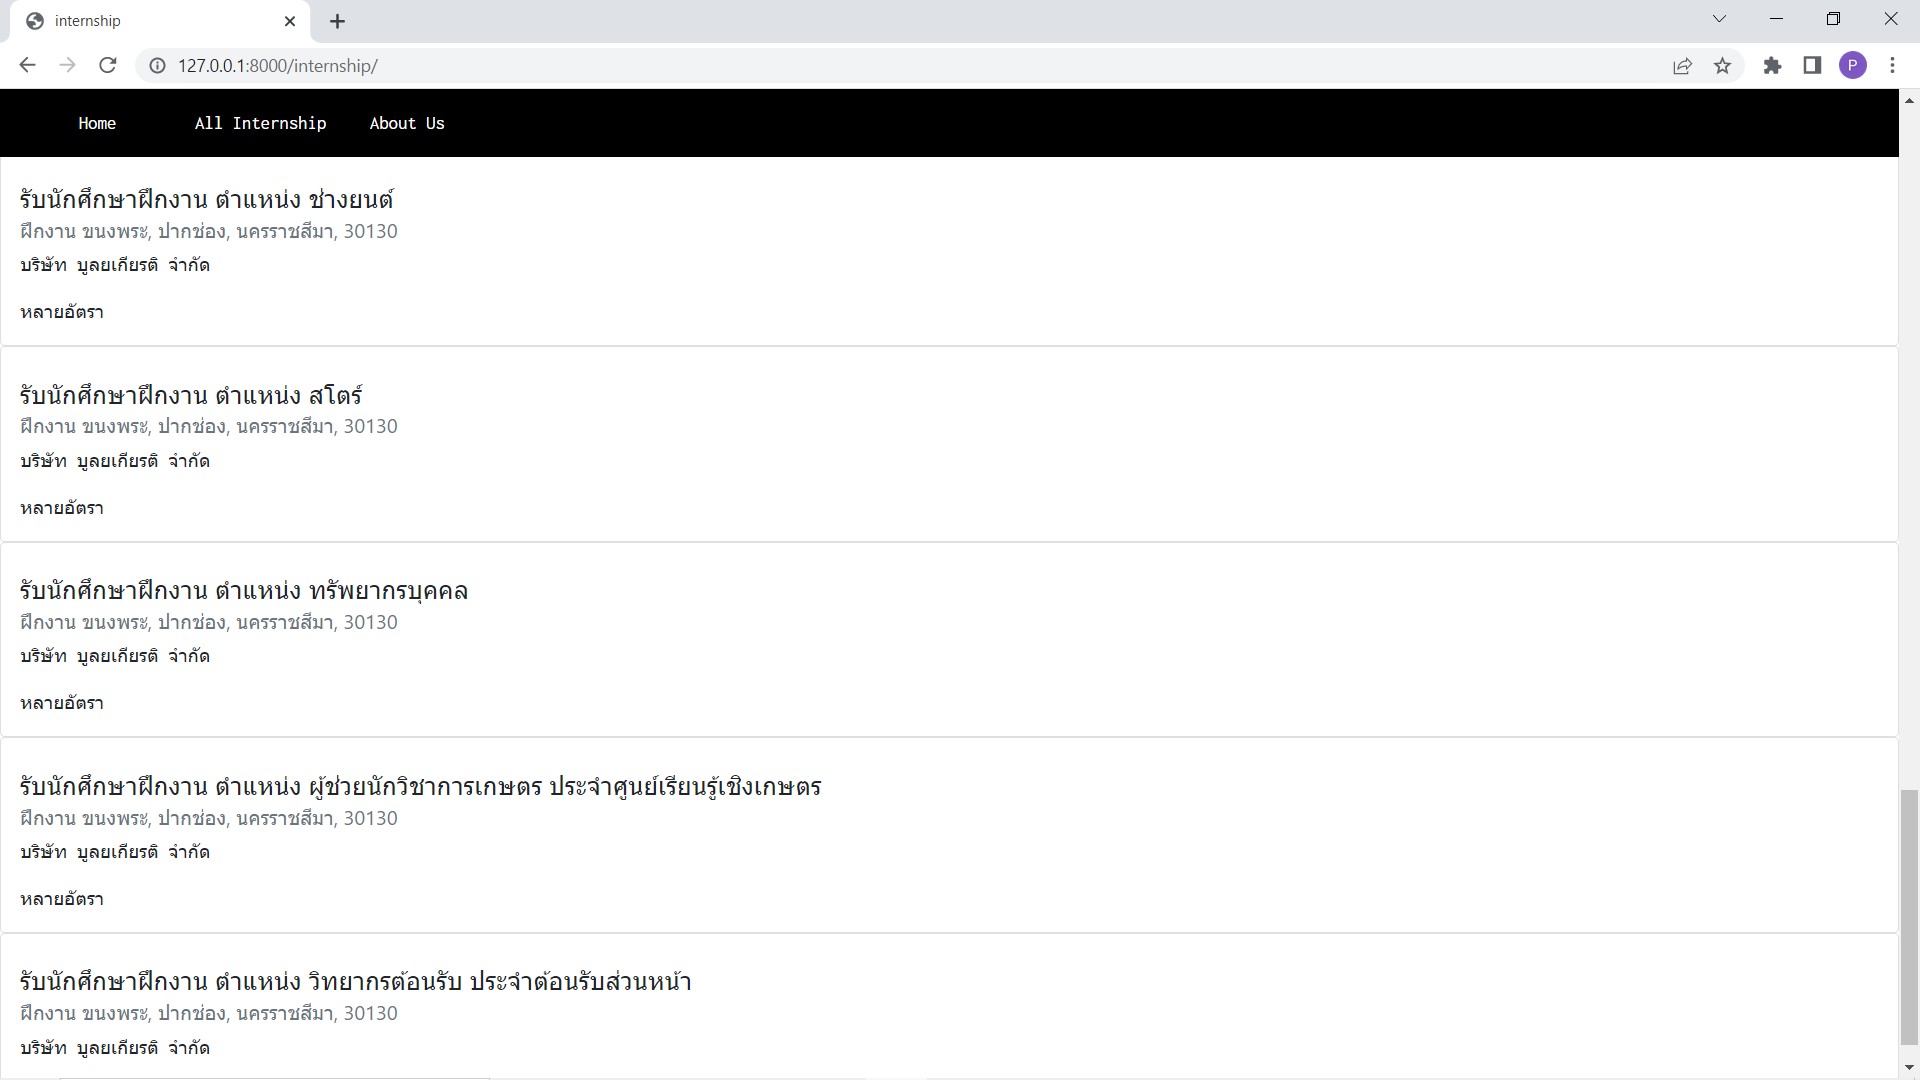 internship
127.0.0.1:8000/internship/
P
Home All Internship About Us
รับนักศึกษาฝึกงาน ตำแหน่ง ช่างยนต์
ฝึกงาน ขนงพระ, ปากช่อง, นครราชสีมา, 30130
บริษัท บูลยเกียรติ จำกัด
หลายอัตรา
รับนักศึกษาฝึกงาน ตำแหน่ง สโตร์
ฝึกงาน ขนงพระ, ปากช่อง, นครราชสีมา, 30130
บริษัท บูลยเกียรติ จำกัด
หลายอัตรา
รับนักศึกษาฝึกงาน ตำแหน่ง ทรัพยากรบุคคล
ฝึกงาน ขนงพระ, ปากช่อง, นครราชสีมา, 30130
บริษัท บูลยเกียรติ จำกัด
หลายอัตรา
รับนักศึกษาฝึกงาน ตำแหน่ง ผู้ช่วยนักวิชาการเกษตร ประจำศูนย์เรียนรู้เชิงเกษตร
ฝึกงาน ขนงพระ, ปากช่อง, นครราชสีมา, 30130
บริษัท บูลยเกียรติ จำกัด
หลายอัตรา
รับนักศึกษาฝึกงาน ตำแหน่ง วิทยากรต้อนรับ ประจำต้อนรับส่วนหน้า
ฝึกงาน ขนงพระ, ปากช่อง, นครราชสีมา, 30130
บริษัท บูลยเกียรติ จำกัด